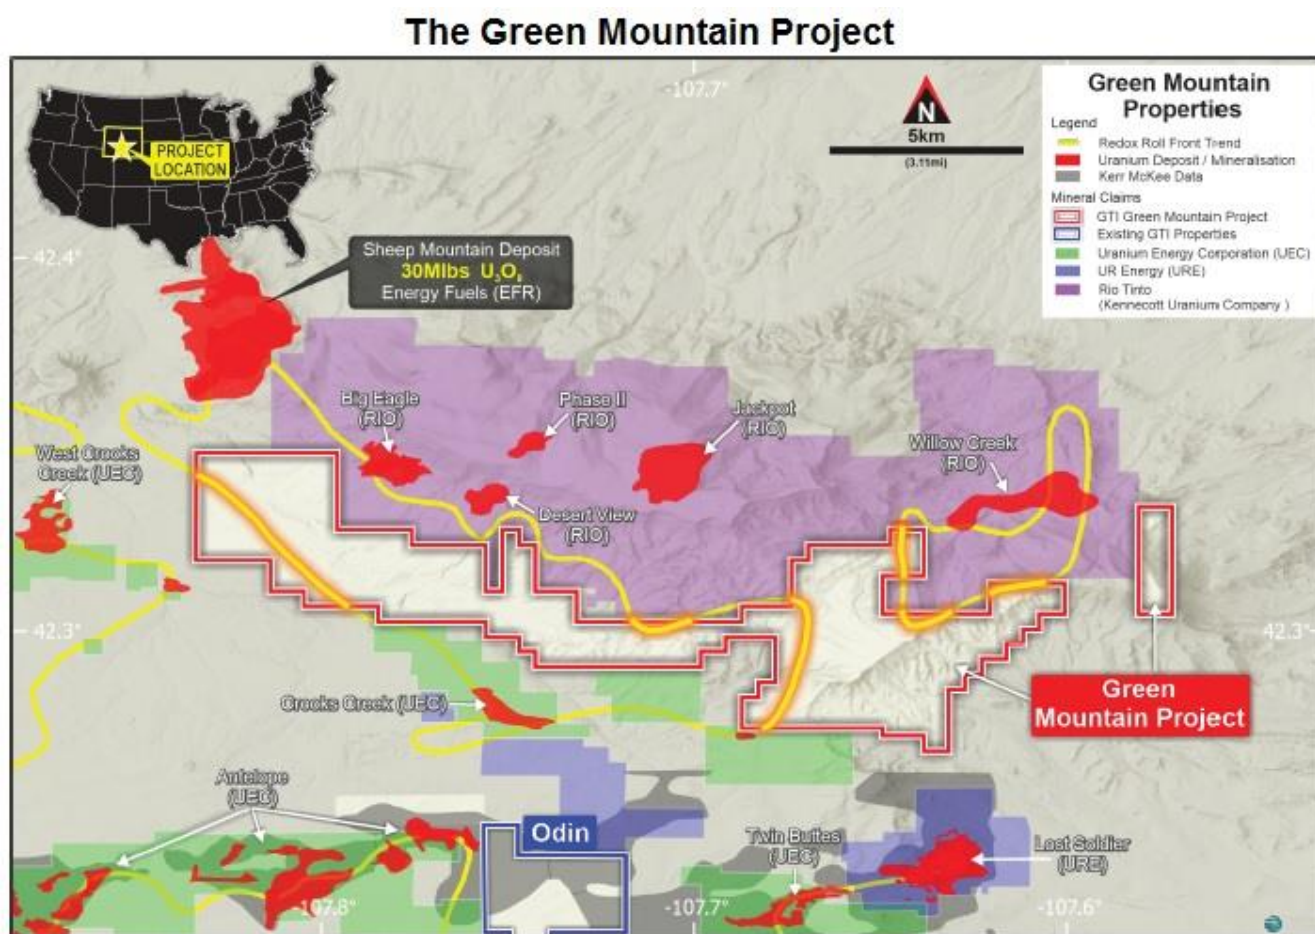 The Green Mountain Project
PROJECT
LOCATION
-107.7°
N
5km
(3.11mi)
Green Mountain
Properties
Legend
Redox Roll Front Trend
Uranium Deposit / Mineralisation
Kerr McKee Data
Mineral Claims
GTI Green Mountain Project
Existing GTI Properties
Uranium Energy Corporation (UEC)
UR Energy (URE)
Rio Tinto
(Kennecott Uranium Company )
42.4°
Sheep Mountain Deposit
30Mlbs U₃O₈
Energy Fuels (EFR)
Big Eagle
(RIO)
Phase II
(RIO)
Jackpot
(RIO)
Willow Creek
(RIO)
West Crooks
Creek (UEC)
Desert View
(RIO)
42.3°
42.3°
Crooks Creek (UEC)
Green
Mountain Project
Antelope
(UEC)
Odin
Twin Buttes
(UEC)
Lost Soldier
(URE)
-107.8°
-107.7°
-107.6°